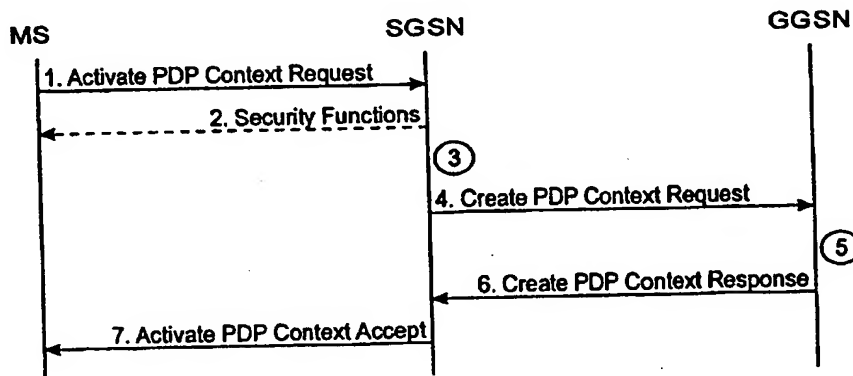 MS
SGSN
GGSN
1. Activate PDP Context Request
2. Security Functions
3
4. Create PDP Context Request
5
6. Create PDP Context Response
7. Activate PDP Context Accept